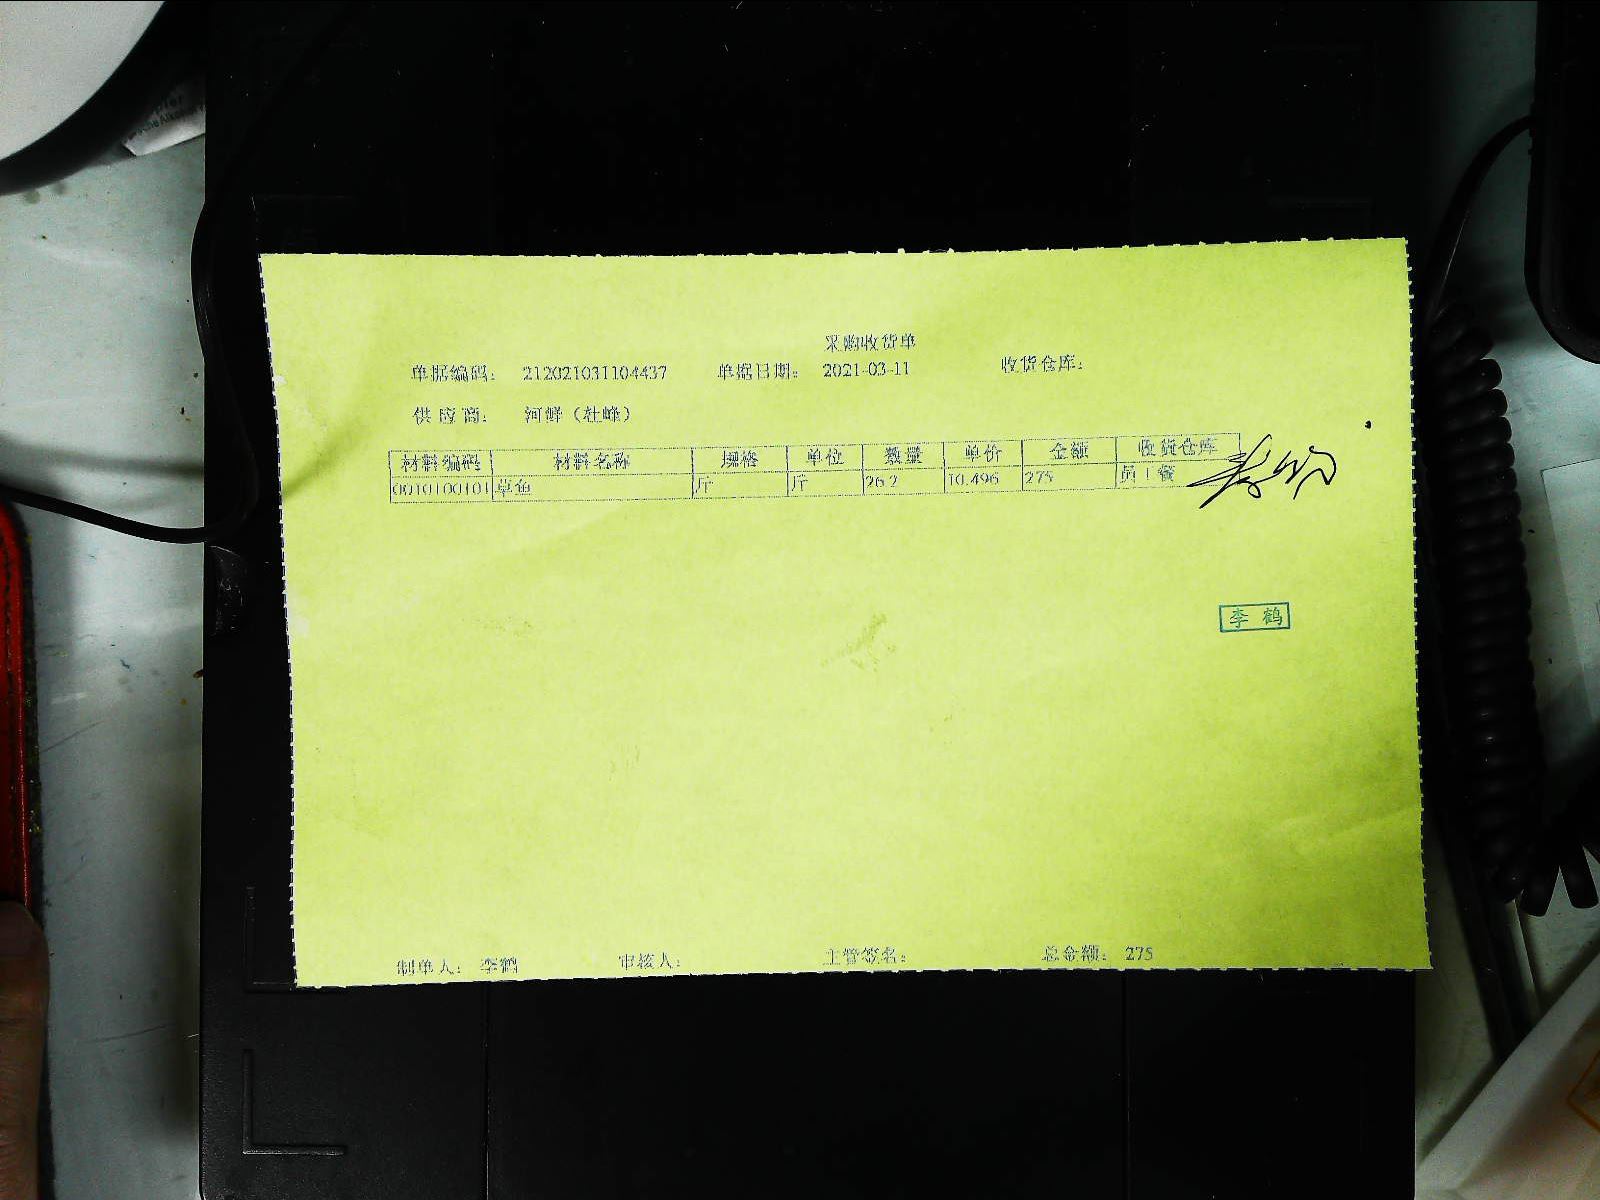 采购收货单
单据编码： 212021031104437 单据日期： 2021-03-11 收货仓库：
供应商： 河鲜（杜峰）
材料编码 材料名称 规格 单位 数量 单价 金额 收货仓库
0010100101 草鱼 斤 斤 26.2 10.496 275 员工餐
李鹤
制单人： 李鹤 审核人： 主管签名： 总金额： 275